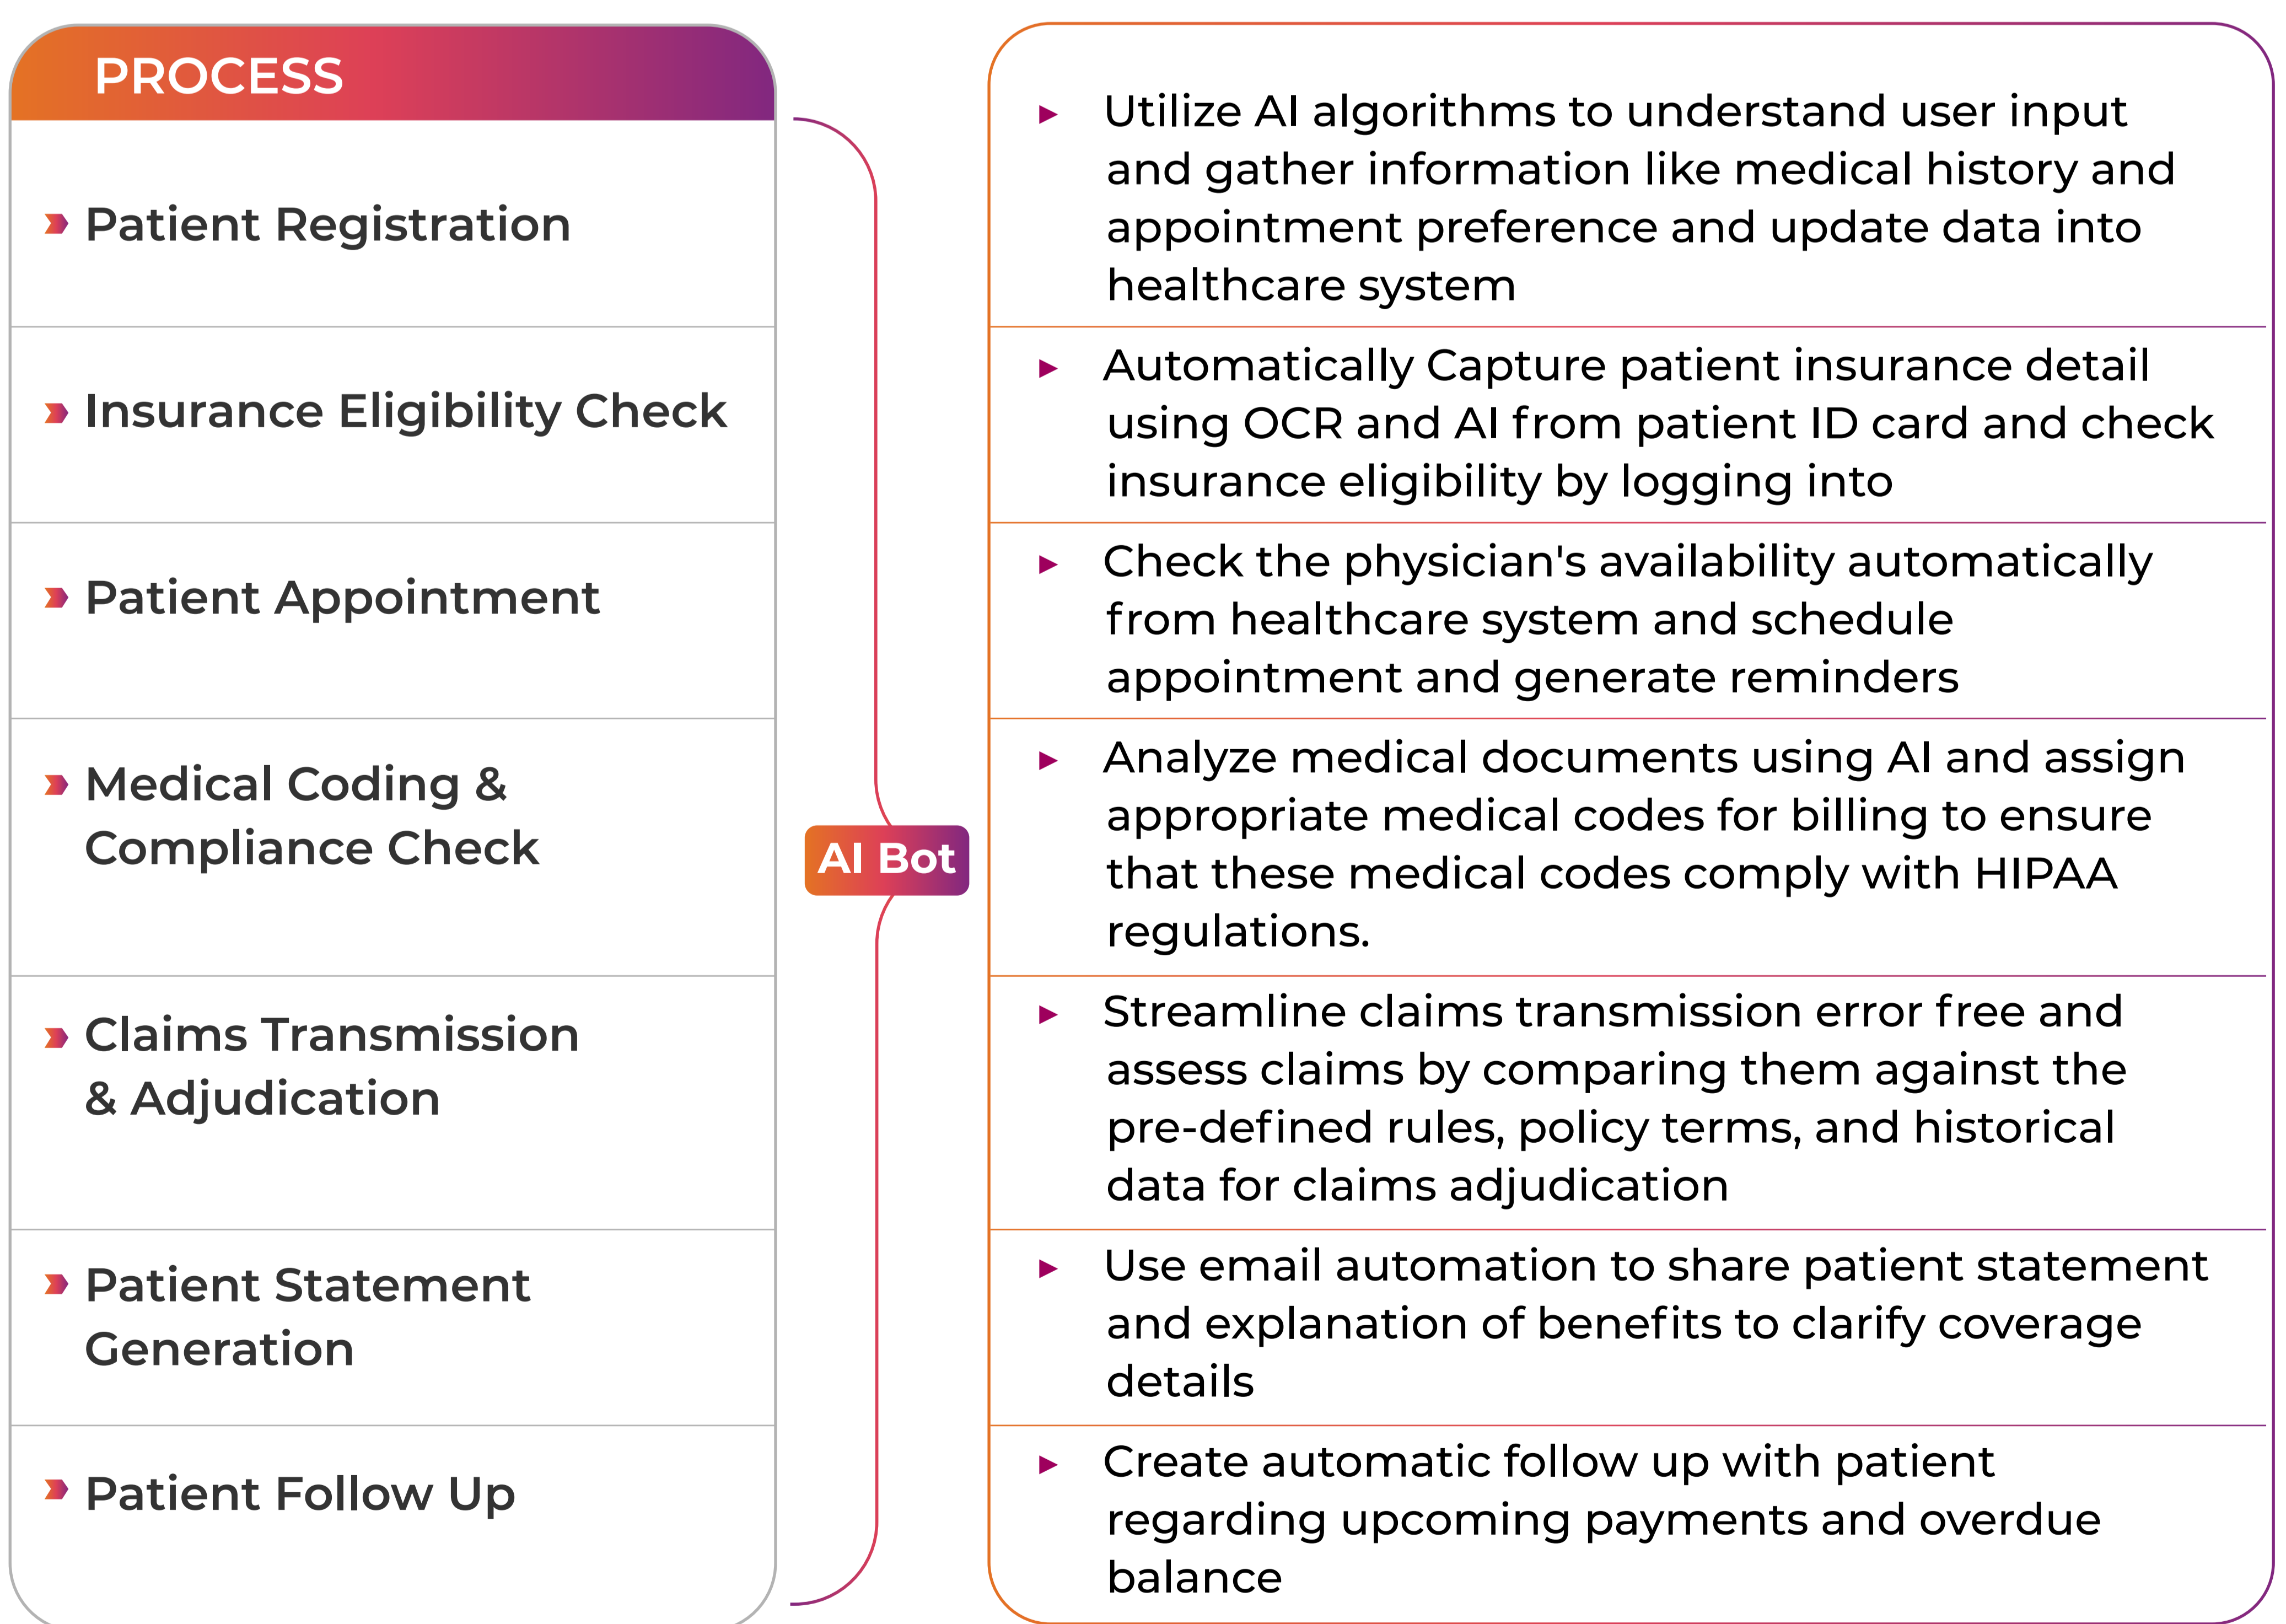 PROCESS
Patient Registration
Insurance Eligibility Check
Patient Appointment
Medical Coding &
Compliance Check
Claims Transmission
& Adjudication
Patient Statement
Generation
Patient Follow Up
AI Bot
Utilize AI algorithms to understand user input
and gather information like medical history and
appointment preference and update data into
healthcare system
Automatically Capture patient insurance detail
using OCR and AI from patient ID card and check
insurance eligibility by logging into
Check the physician's availability automatically
from healthcare system and schedule
appointment and generate reminders
Analyze medical documents using AI and assign
appropriate medical codes for billing to ensure
that these medical codes comply with HIPAA
regulations.
Streamline claims transmission error free and
assess claims by comparing them against the
pre-defined rules, policy terms, and historical
data for claims adjudication
Use email automation to share patient statement
and explanation of benefits to clarify coverage
details
Create automatic follow up with patient
regarding upcoming payments and overdue
balance